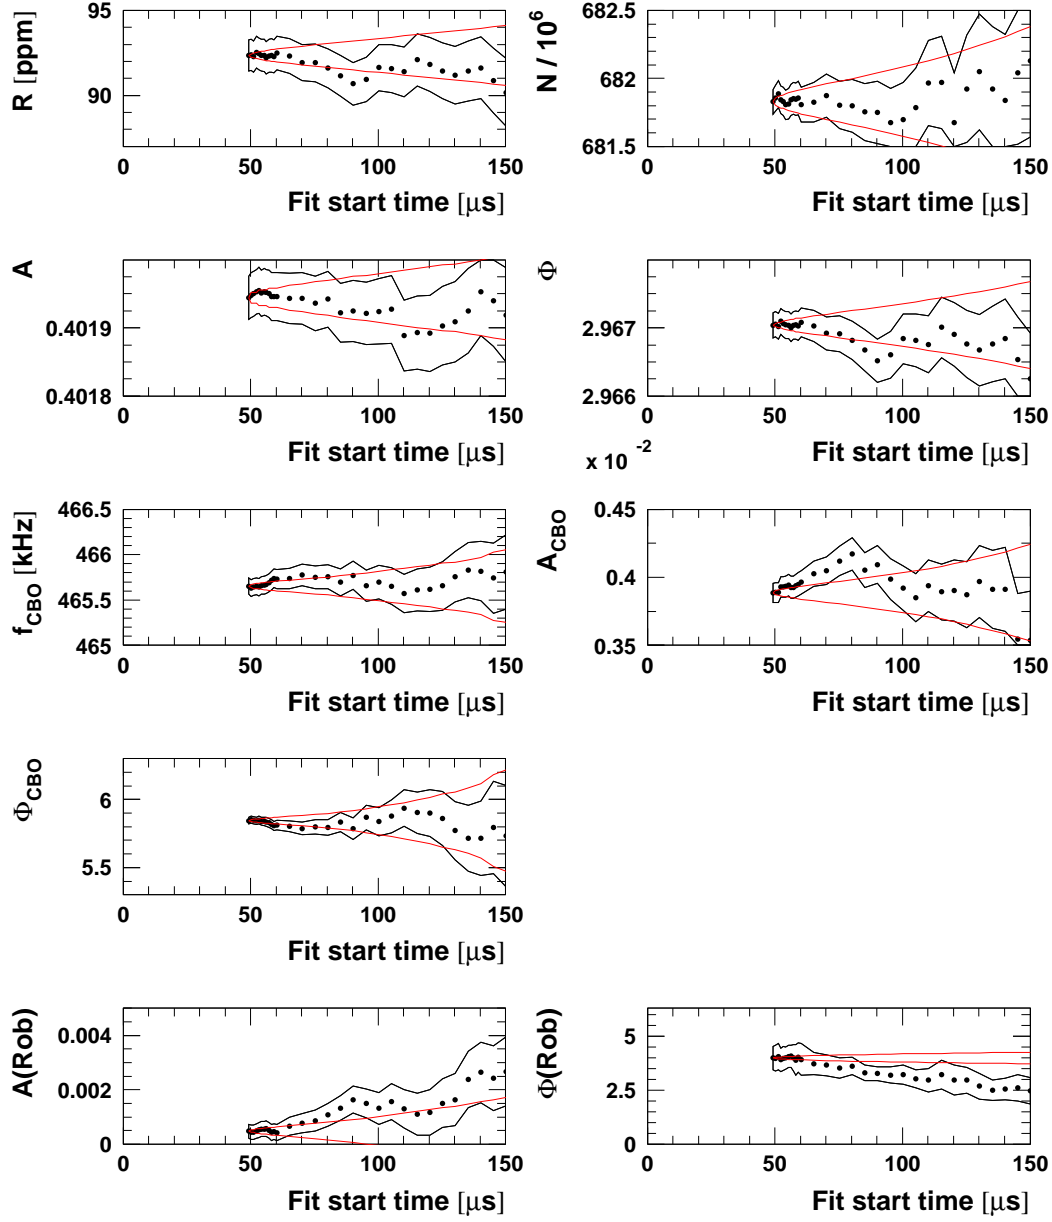 R [ppm]
95
90
0 50 100 150
Fit start time [μs]
N / 10^6
682.5
682
681.5
0 50 100 150
Fit start time [μs]
A
0.4019
0.4018
0 50 100 150
Fit start time [μs]
Φ
2.967
2.966
0 50 100 150
Fit start time [μs]
f_CBO [kHz]
466.5
466
465.5
465
0 50 100 150
Fit start time [μs]
x 10^-2
A_CBO
0.45
0.4
0.35
0 50 100 150
Fit start time [μs]
Φ_CBO
6
5.5
0 50 100 150
Fit start time [μs]
A(Rob)
0.004
0.002
0
0 50 100 150
Fit start time [μs]
Φ(Rob)
5
2.5
0
0 50 100 150
Fit start time [μs]